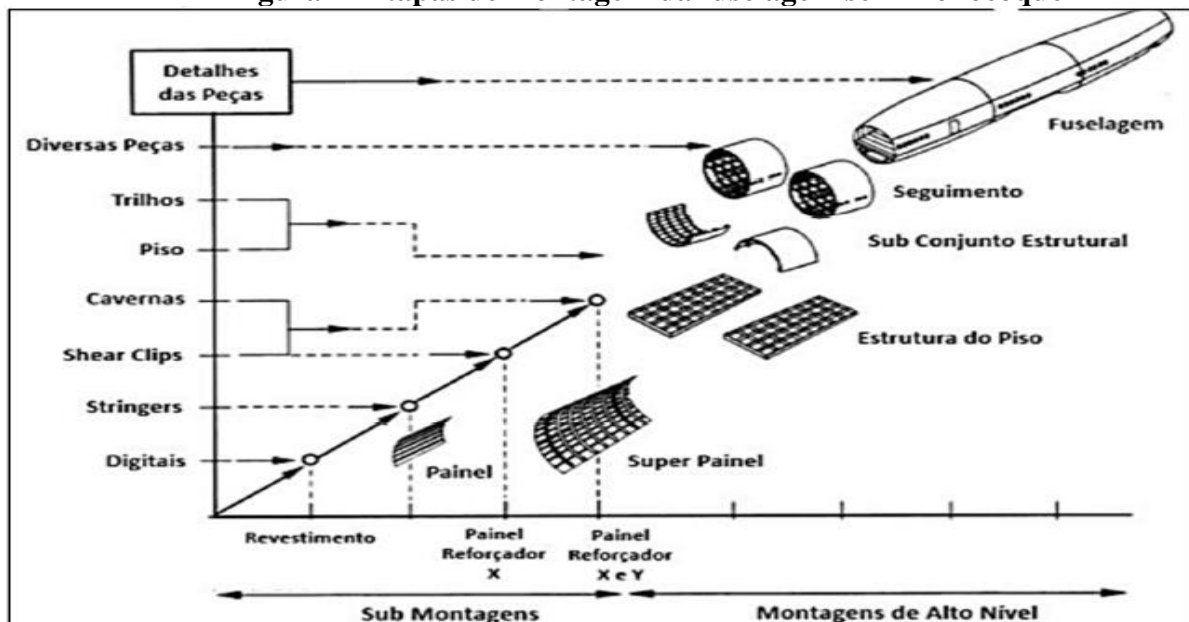 Detalhes
das Peças
Diversas Peças
Trilhos
Piso
Cavernas
Shear Clips
Stringers
Digitais
Fuselagem
Seguimento
Sub Conjunto Estrutural
Estrutura do Piso
Super Painel
Painel
Revestimento
Painel
Reforçador
X
Painel
Reforçador
X e Y
Sub Montagens
Montagens de Alto Nível